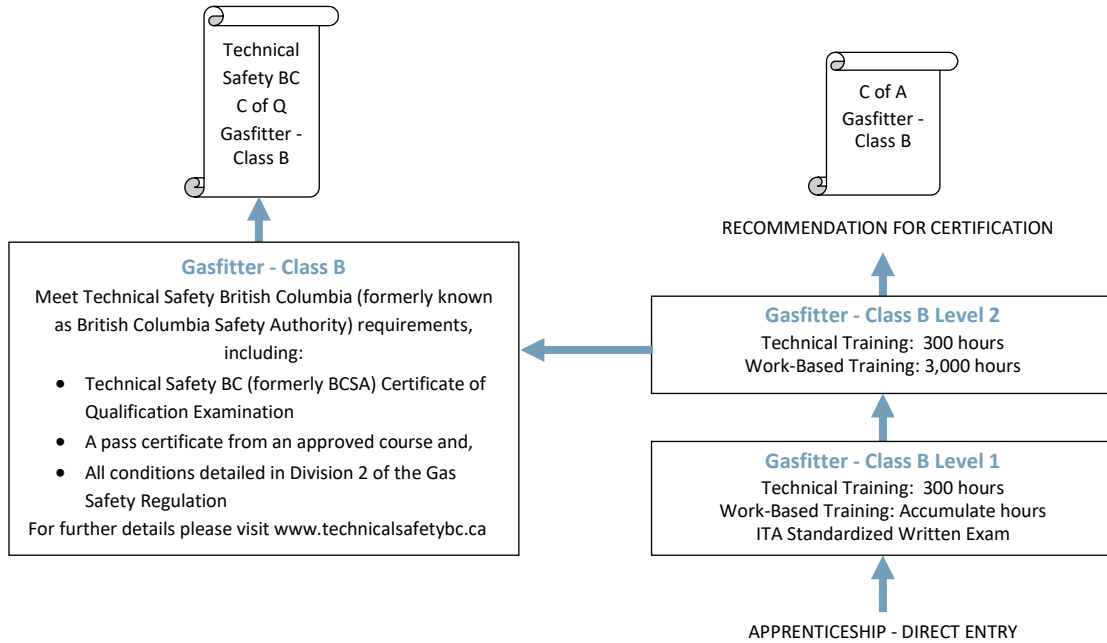 Technical
Safety BC
C of Q
Gasfitter -
Class B
C of A
Gasfitter -
Class B
RECOMMENDATION FOR CERTIFICATION
Gasfitter - Class B
Meet Technical Safety British Columbia (formerly known
as British Columbia Safety Authority) requirements,
including:
• Technical Safety BC (formerly BCSA) Certificate of
Qualification Examination
• A pass certificate from an approved course and,
• All conditions detailed in Division 2 of the Gas
Safety Regulation
For further details please visit www.technicalsafetybc.ca
Gasfitter - Class B Level 2
Technical Training: 300 hours
Work-Based Training: 3,000 hours
Gasfitter - Class B Level 1
Technical Training: 300 hours
Work-Based Training: Accumulate hours
ITA Standardized Written Exam
APPRENTICESHIP - DIRECT ENTRY